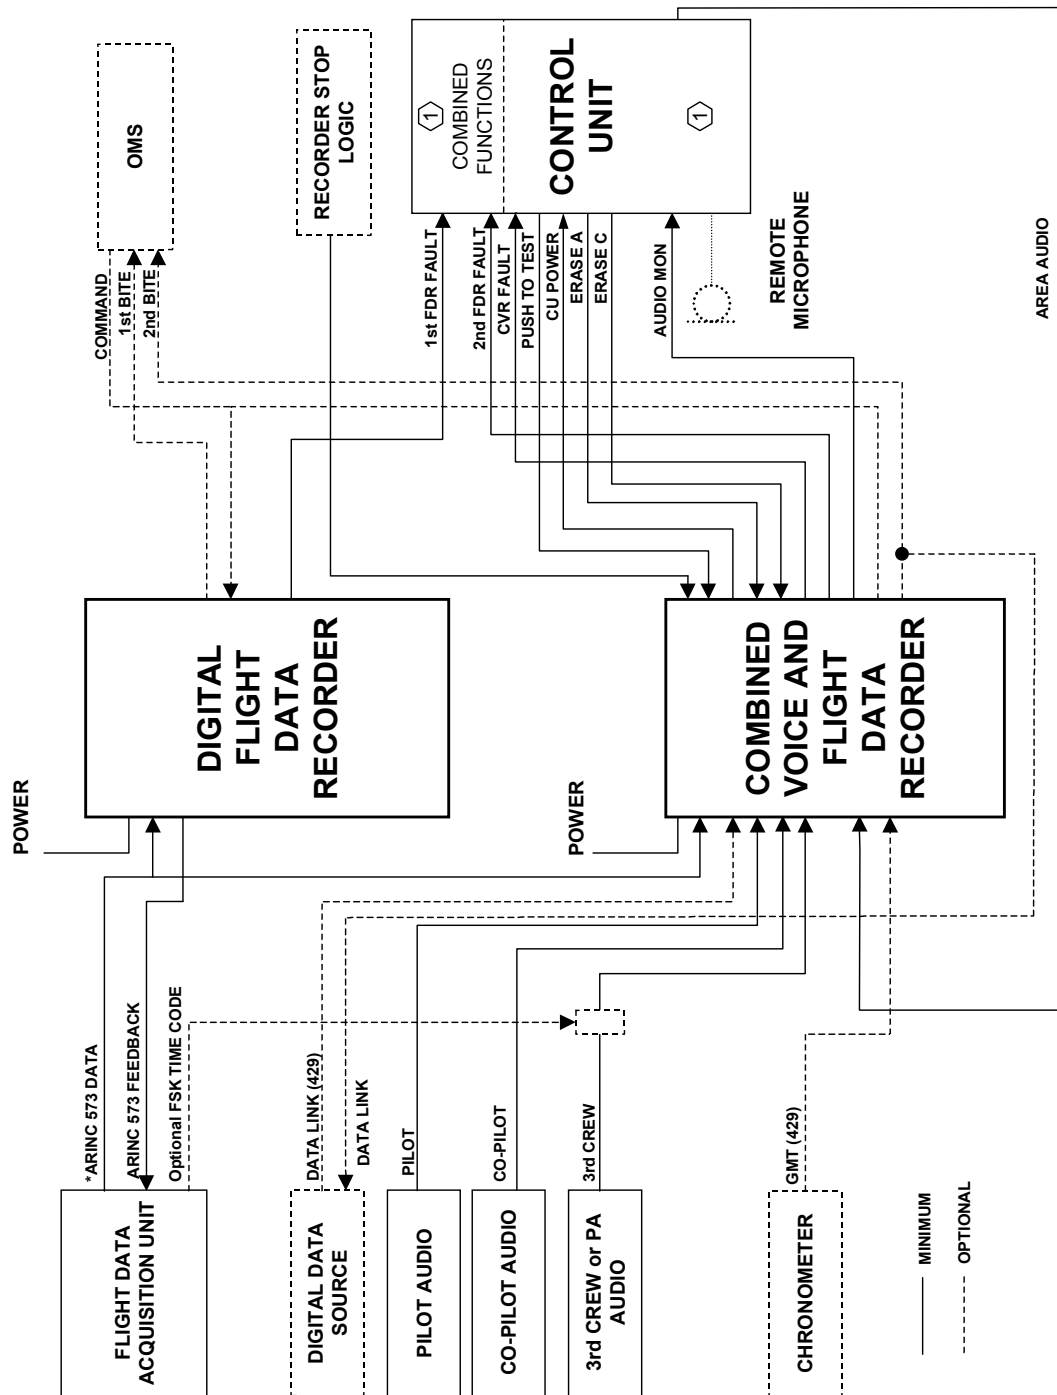 OMS
RECORDER STOP
LOGIC
1
COMBINED
FUNCTIONS
CONTROL
UNIT
1
COMMAND
1st BITE
2nd BITE
1st FDR FAULT
2nd FDR FAULT
CVR FAULT
PUSH TO TEST
CU POWER
ERASE A
ERASE C
AUDIO MON
REMOTE
MICROPHONE
AREA AUDIO
POWER
DIGITAL
FLIGHT
DATA
RECORDER
POWER
COMBINED
VOICE AND
FLIGHT
DATA
RECORDER
*ARINC 573 DATA
ARINC 573 FEEDBACK
Optional FSK TIME CODE
DATA LINK (429)
DATA LINK
PILOT
CO-PILOT
3rd CREW
GMT (429)
FLIGHT DATA
ACQUISITION UNIT
DIGITAL DATA
SOURCE
PILOT AUDIO
CO-PILOT AUDIO
3rd CREW or PA
AUDIO
CHRONOMETER
MINIMUM
OPTIONAL